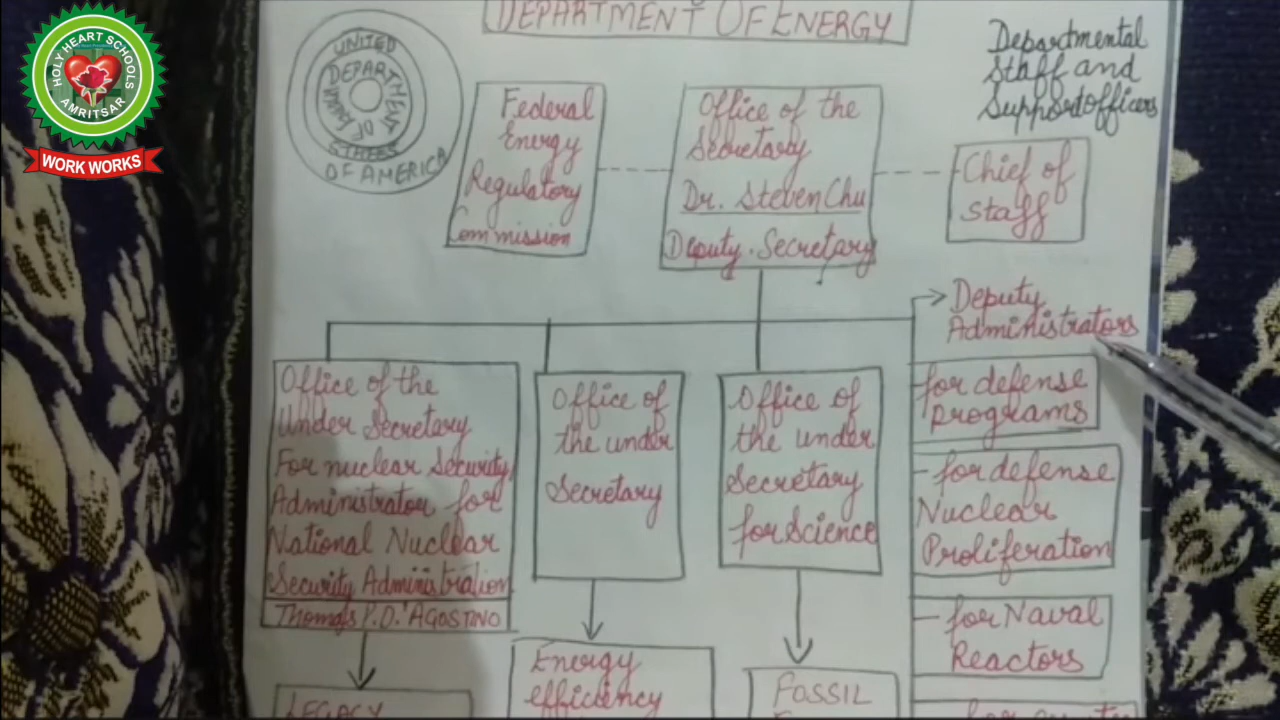 HOLY HEART SCHOOLS
AMRITSAR
WORK WORKS
DEPARTMENT OF ENERGY
UNITED
STATES
OF AMERICA
DEPARTMENT
OF ENERGY
Departmental
Staff and
Support officers
Federal
Energy
Regulatory
Commission
Office of the
Secretary
Dr. Steven Chu
Deputy. Secretary
Chief of
staff
Deputy
Administrators
Office of the
Under Secretary
For nuclear Security
Administrator for
National Nuclear
Security Administration
Thomas P.D.'AGOSTINO
Office of
the under
Secretary
Office of
the under
Secretary
for Science
for defense
programs
- for defense
Nuclear
Proliferation
- for Naval
Reactors
LEGACY
Energy
efficiency
FOSSIL